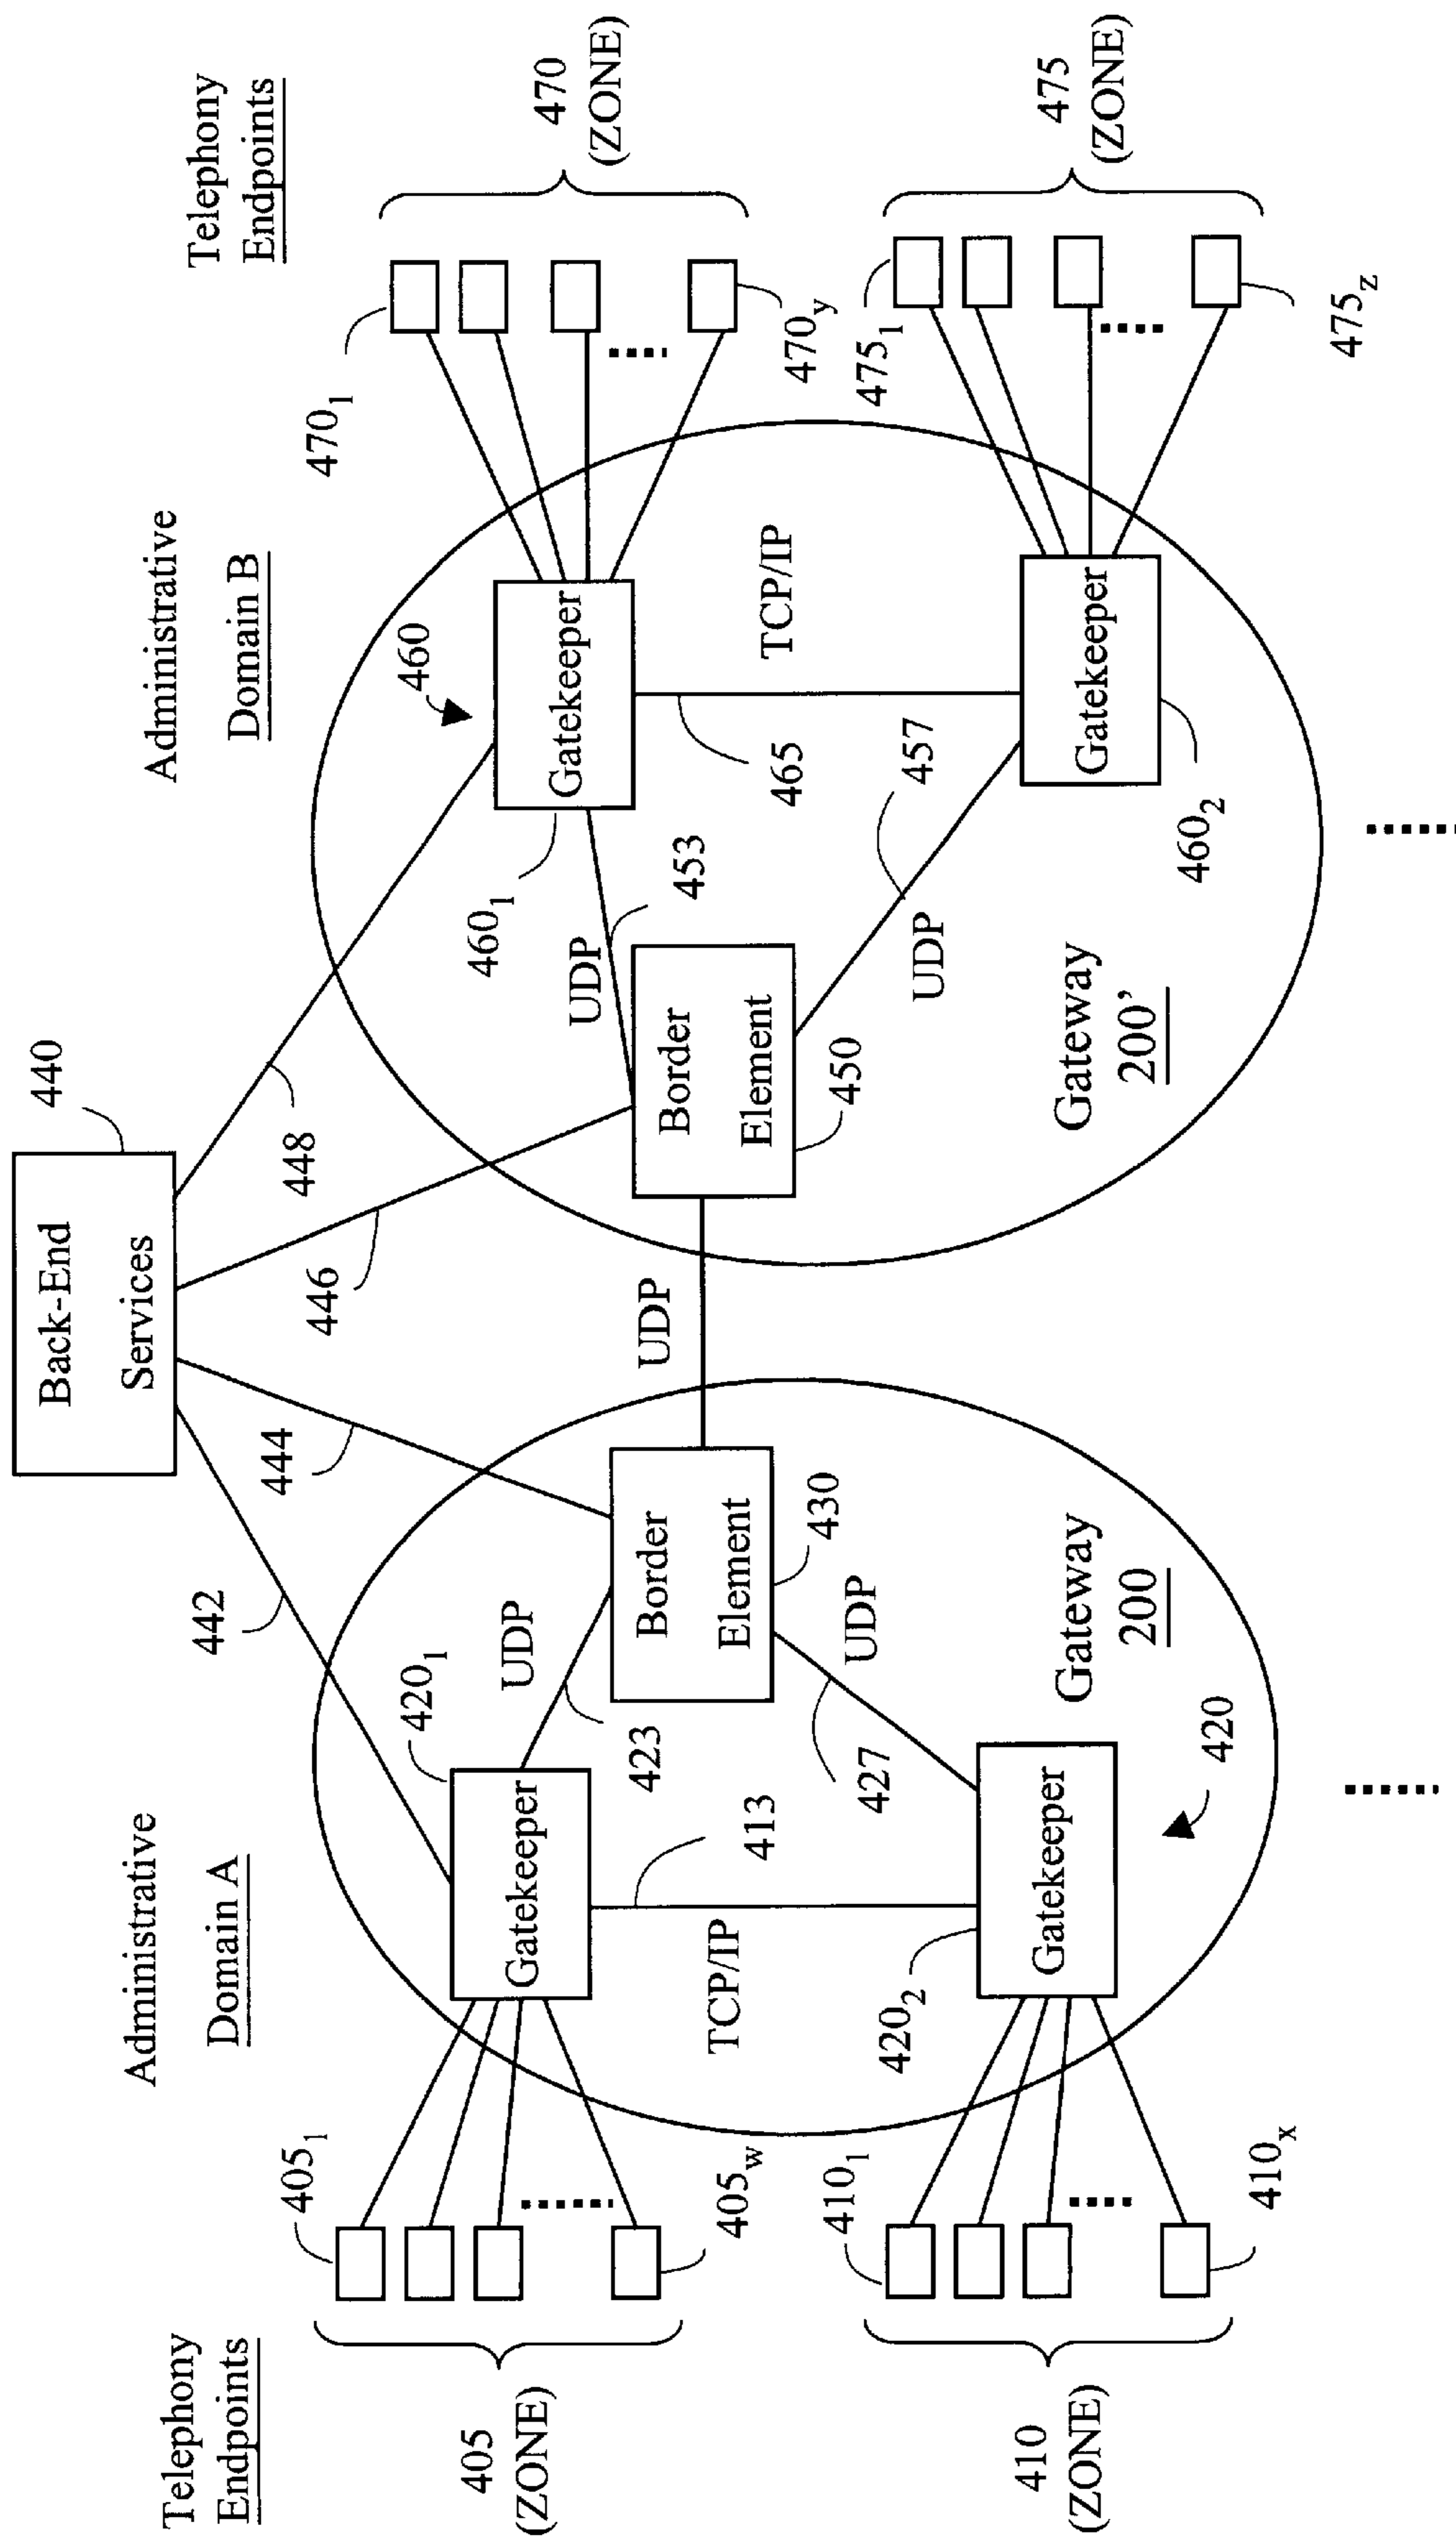 Back-End
Services
440
442
444
446
448
Administrative
Domain A
Administrative
Domain B
Telephony
Endpoints
Telephony
Endpoints
405₁
405_w
405
(ZONE)
410₁
410ₓ
410
(ZONE)
Gatekeeper
420₁
UDP
423
413
TCP/IP
Border
Element
430
UDP
427
Gatekeeper
420₂
420
Gateway
200
UDP
Gatekeeper
460
460₁
UDP
453
465
TCP/IP
Border
Element
450
457
UDP
Gatekeeper
460₂
Gateway
200'
470₁
470_y
470
(ZONE)
475₁
475_z
475
(ZONE)